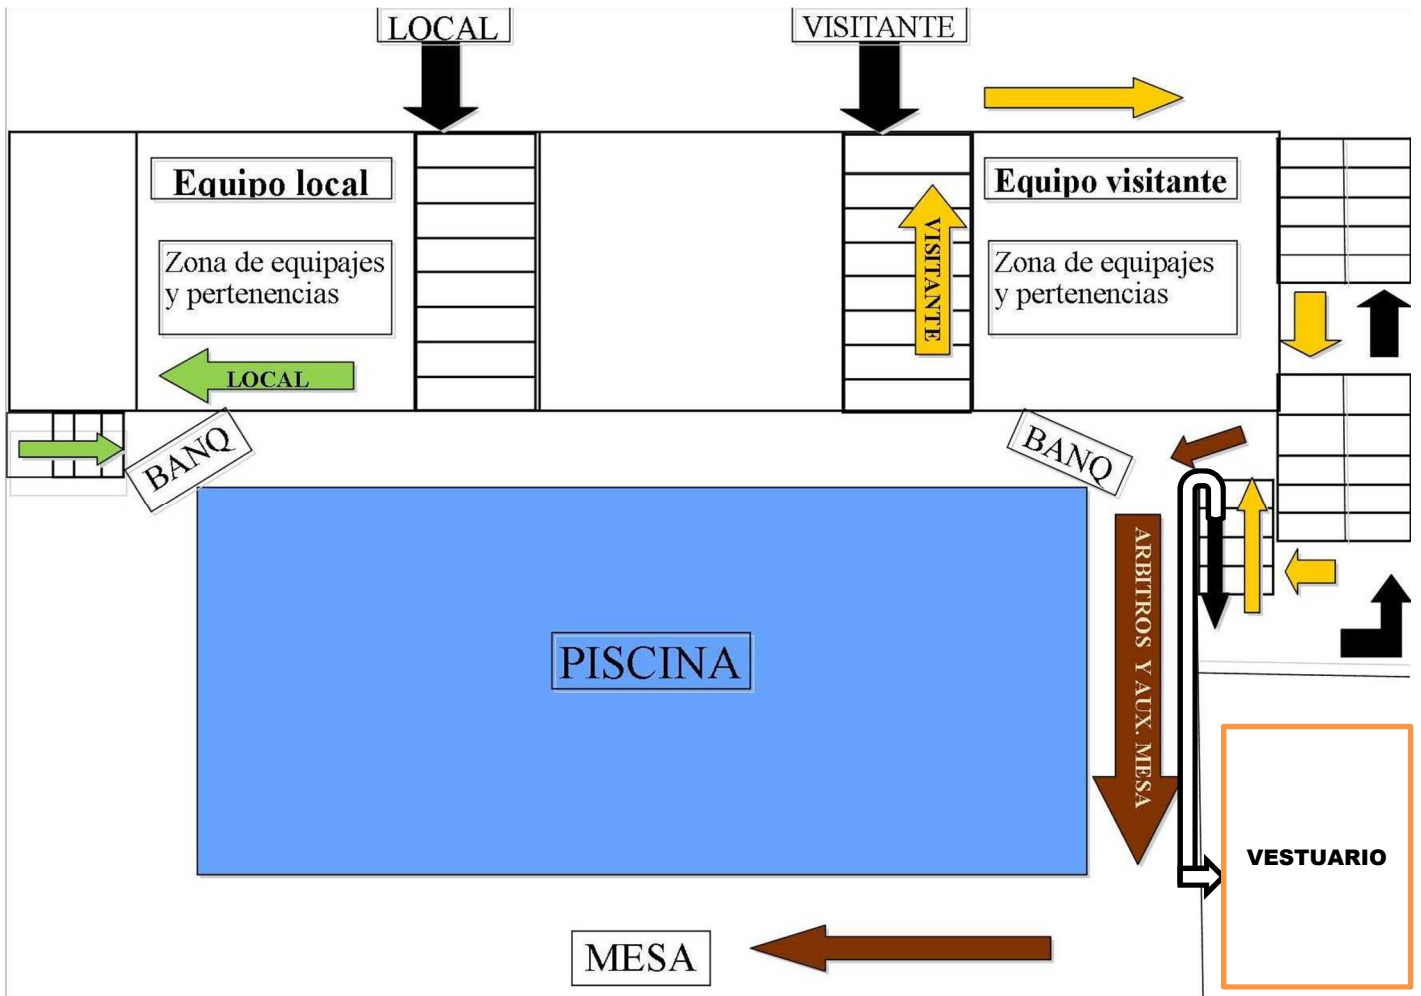 LOCAL
VISITANTE
Equipo local
Equipo visitante
Zona de equipajes
y pertenencias
VISITANTE
Zona de equipajes
y pertenencias
LOCAL
BANQ
BANQ
ARBITROS Y AUX. MESA
PISCINA
VESTUARIO
MESA